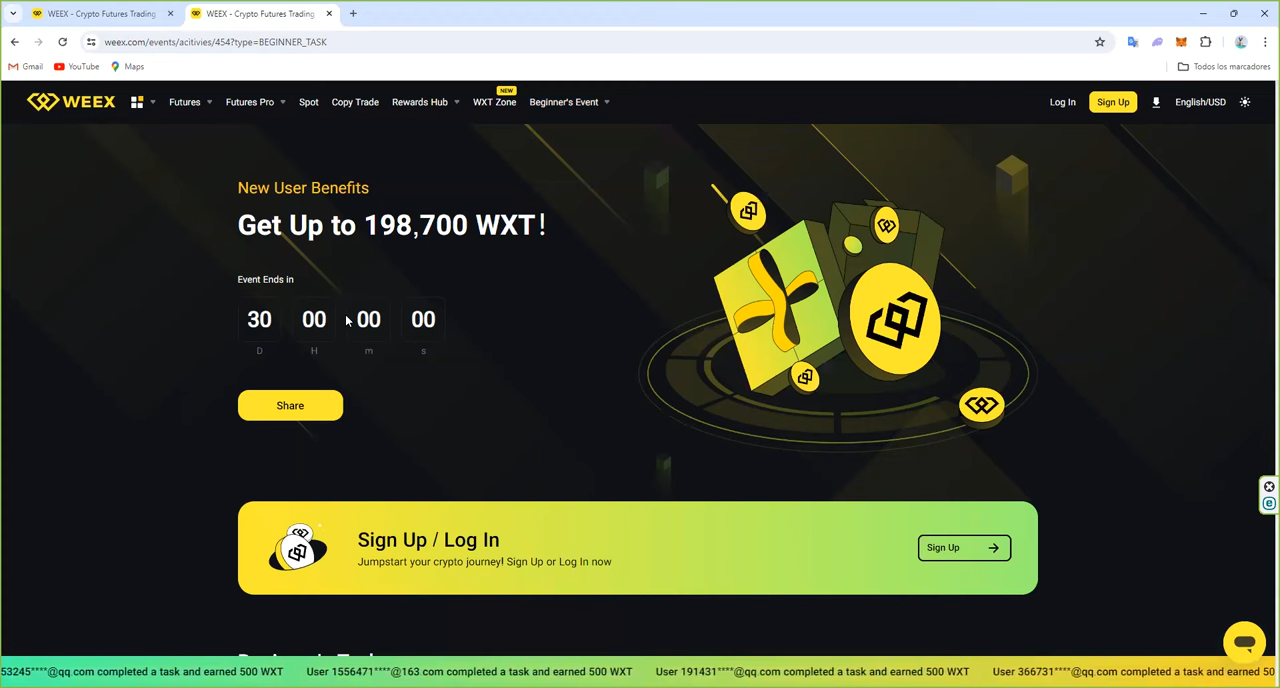 WEEX - Crypto Futures Trading
WEEX - Crypto Futures Trading
weex.com/events/acitivies/454?type=BEGINNER_TASK
Gmail YouTube Maps Todos los marcadores
WEEX Futures Futures Pro Spot Copy Trade Rewards Hub WXT Zone NEW Beginner's Event Log In Sign Up English/USD
New User Benefits
Get Up to 198,700 WXT!
Event Ends in
30 00 00 00
D H m s
Share
Sign Up / Log In
Jumpstart your crypto journey! Sign Up or Log In now
Sign Up
53245****@qq.com completed a task and earned 500 WXT User 1556471****@163.com completed a task and earned 500 WXT User 191431****@qq.com completed a task and earned 500 WXT User 366731****@qq.com completed a task and earned 50